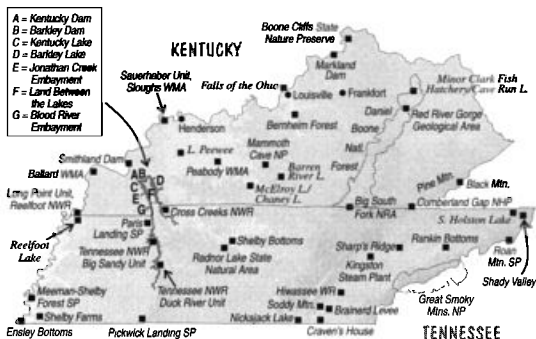 A = Kentucky Dam
B = Barkley Dam
C = Kentucky Lake
D = Barkley Lake
E = Jonathan Creek
Embayment
F = Land Between
the Lakes
G = Blood River
Embayment
KENTUCKY
Boone Cliffs State
Nature Preserve
Markland
Dam
Sauerheber Unit,
Sloughs WMA
Falls of the Ohio
Louisville
Frankfort
Minor Clark Fish
Hatchery/Cave Run L.
Henderson
Bernheim Forest
Daniel
Boone
Natl.
Forest
Red River Gorge
Geological Area
Smithland Dam
L. Peewee
Mammoth
Cave NP
Peabody WMA
Barren
River L.
Ballard WMA
A B
C D
E
F
G
McElroy L./
Chaney L.
Pine Mtn.
Black Mtn.
Long Point Unit,
Reelfoot NWR
Cross Creeks NWR
Big South
Fork NRA
Cumberland Gap NHP
S. Holston Lake
Paris
Landing SP
Reelfoot
Lake
Shelby Bottoms
Sharp's Ridge
Rankin Bottoms
Roan
Mtn. SP
Tennessee NWR
Big Sandy Unit
Radnor Lake State
Natural Area
Kingston
Steam Plant
Shady Valley
Meeman-Shelby
Forest SP
Tennessee NWR
Duck River Unit
Hiwassee WR
Great Smoky
Mtns. NP
Soddy Mtn.
Shelby Farms
Brainerd Levee
Ensley Bottoms
Pickwick Landing SP
Nickajack Lake
Craven's House
TENNESSEE